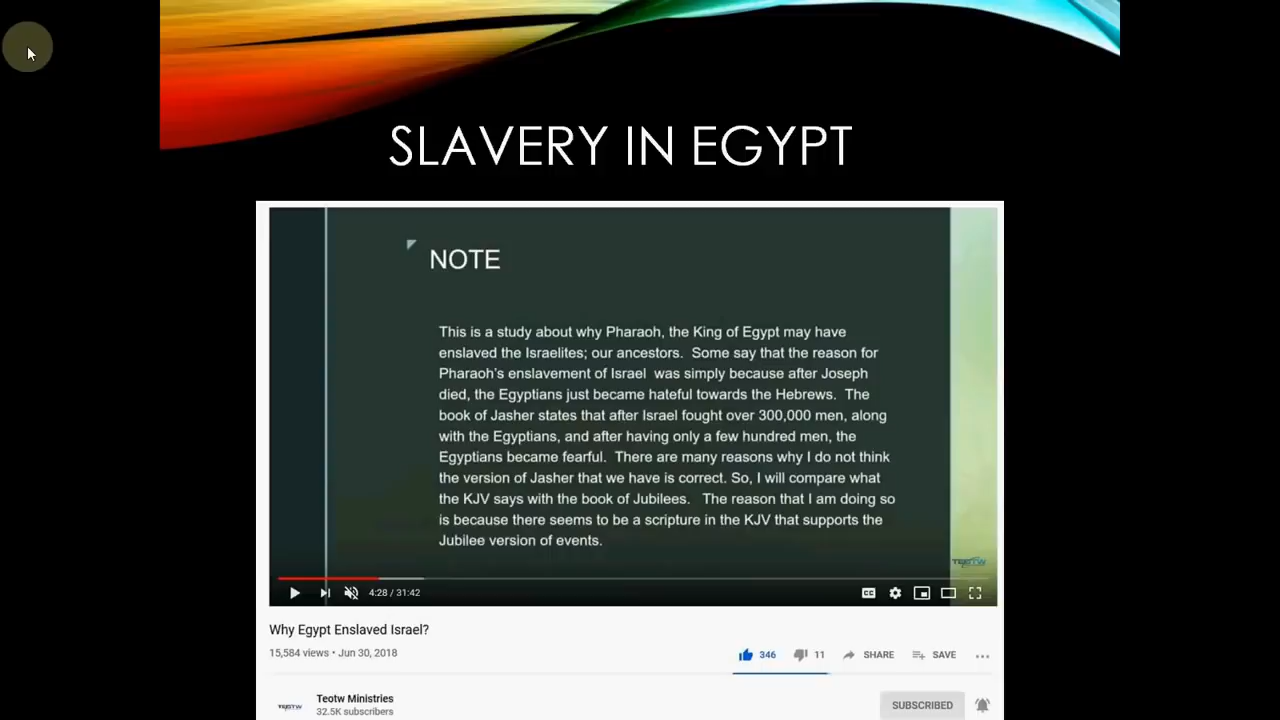 SLAVERY IN EGYPT
NOTE
This is a study about why Pharaoh, the King of Egypt may have
enslaved the Israelites; our ancestors. Some say that the reason for
Pharaoh's enslavement of Israel was simply because after Joseph
died, the Egyptians just became hateful towards the Hebrews. The
book of Jasher states that after Israel fought over 300,000 men, along
with the Egyptians, and after having only a few hundred men, the
Egyptians became fearful. There are many reasons why I do not think
the version of Jasher that we have is correct. So, I will compare what
the KJV says with the book of Jubilees. The reason that I am doing so
is because there seems to be a scripture in the KJV that supports the
Jubilee version of events.
TEOTW
4:28 / 31:42
CC
Why Egypt Enslaved Israel?
15,584 views • Jun 30, 2018
346 11 SHARE SAVE
TEOTW
Teotw Ministries
32.5K subscribers
SUBSCRIBED